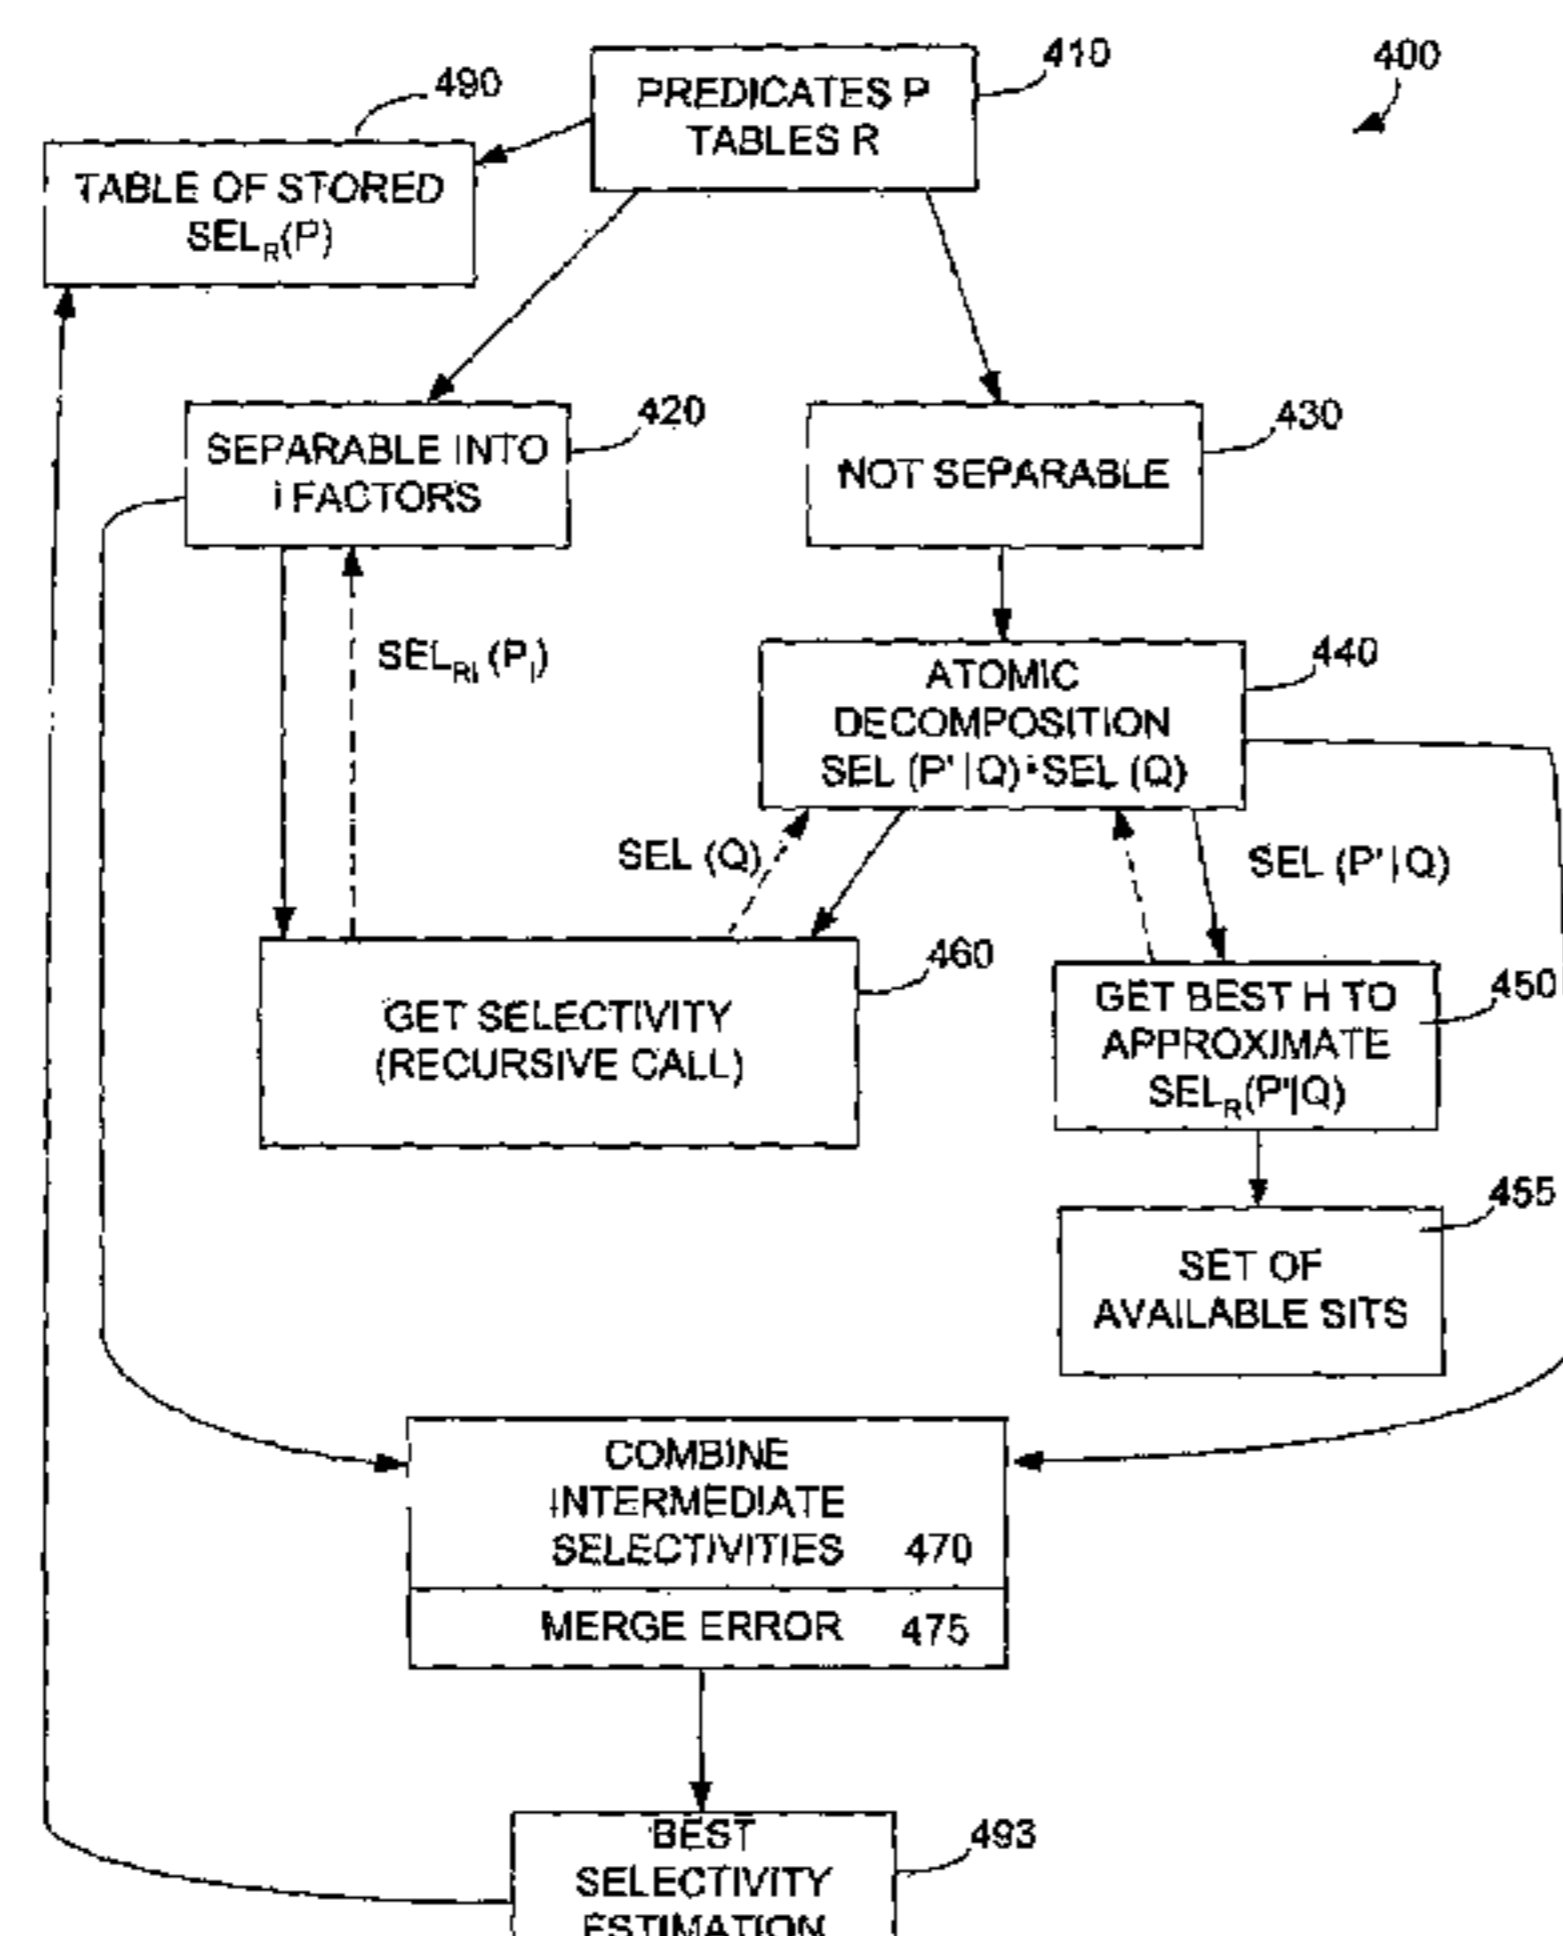 410
400
490
PREDICATES P
TABLES R
TABLE OF STORED
SEL_R(P)
420
430
SEPARABLE INTO
i FACTORS
NOT SEPARABLE
SEL_Ri (P_i)
440
ATOMIC
DECOMPOSITION
SEL (P' | Q)*SEL (Q)
SEL (Q)
SEL (P' | Q)
460
450
GET SELECTIVITY
(RECURSIVE CALL)
GET BEST H TO
APPROXIMATE
SEL_R(P'|Q)
455
SET OF
AVAILABLE SITS
COMBINE
INTERMEDIATE
SELECTIVITIES 470
MERGE ERROR 475
493
BEST
SELECTIVITY
ESTIMATION